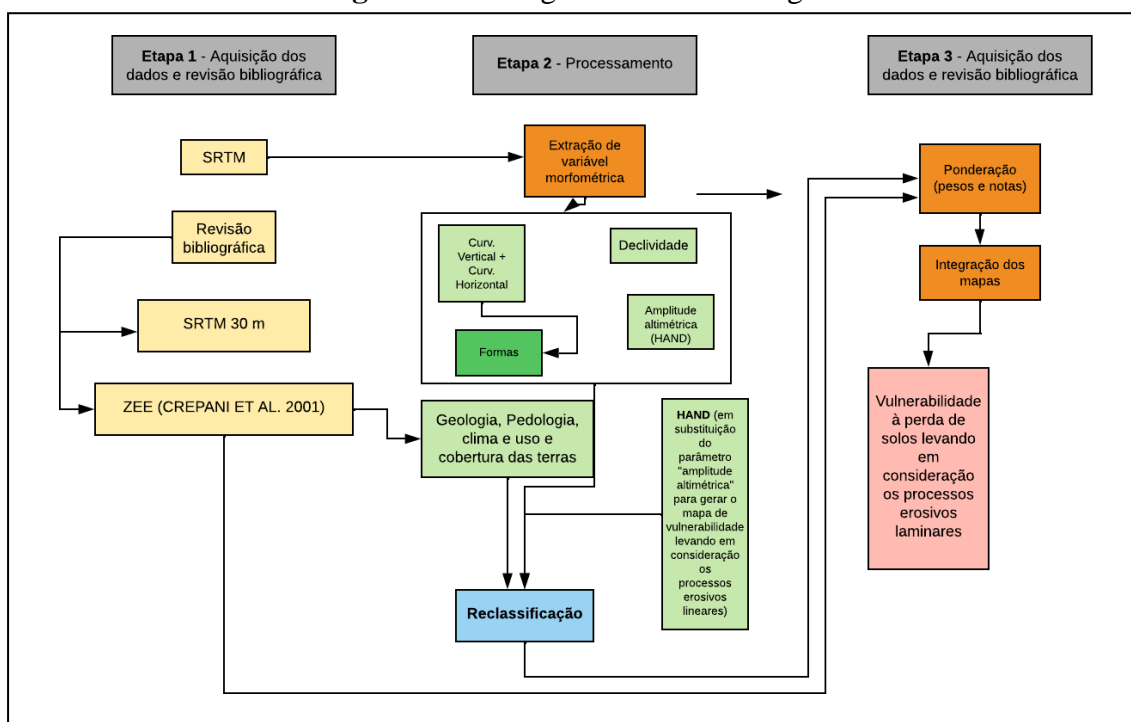 Etapa 1 - Aquisição dos
dados e revisão bibliográfica
Etapa 2 - Processamento
Etapa 3 - Aquisição dos
dados e revisão bibliográfica
SRTM
Revisão
bibliográfica
SRTM 30 m
ZEE (CREPANI ET AL. 2001)
Extração de
variável
morfométrica
Curv.
Vertical +
Curv.
Horizontal
Declividade
Formas
Amplitude
altimétrica
(HAND)
Geologia, Pedologia,
clima e uso e
cobertura das terras
HAND (em
substituição
do
parâmetro
"amplitude
altimétrica"
para gerar o
mapa de
vulnerabilidade
levando em
consideração
os
processos
erosivos
lineares)
Reclassificação
Ponderação
(pesos e notas)
Integração dos
mapas
Vulnerabilidade
à perda de
solos levando
em
consideração
os processos
erosivos
laminares